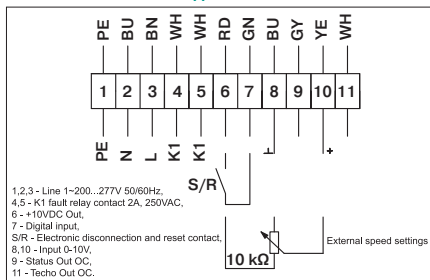 PE BU BN WH WH RD GN BU GY YE WH
1 2 3 4 5 6 7 8 9 10 11
PE N L K1 K1 ⊥ +
S/R
1,2,3 - Line 1~200...277V 50/60Hz,
4,5 - K1 fault relay contact 2A, 250VAC,
6 - +10VDC Out,
7 - Digital input,
S/R - Electronic disconnection and reset contact,
8,10 - Input 0-10V,
9 - Status Out OC,
11 - Techo Out OC.
External speed settings
10 kΩ